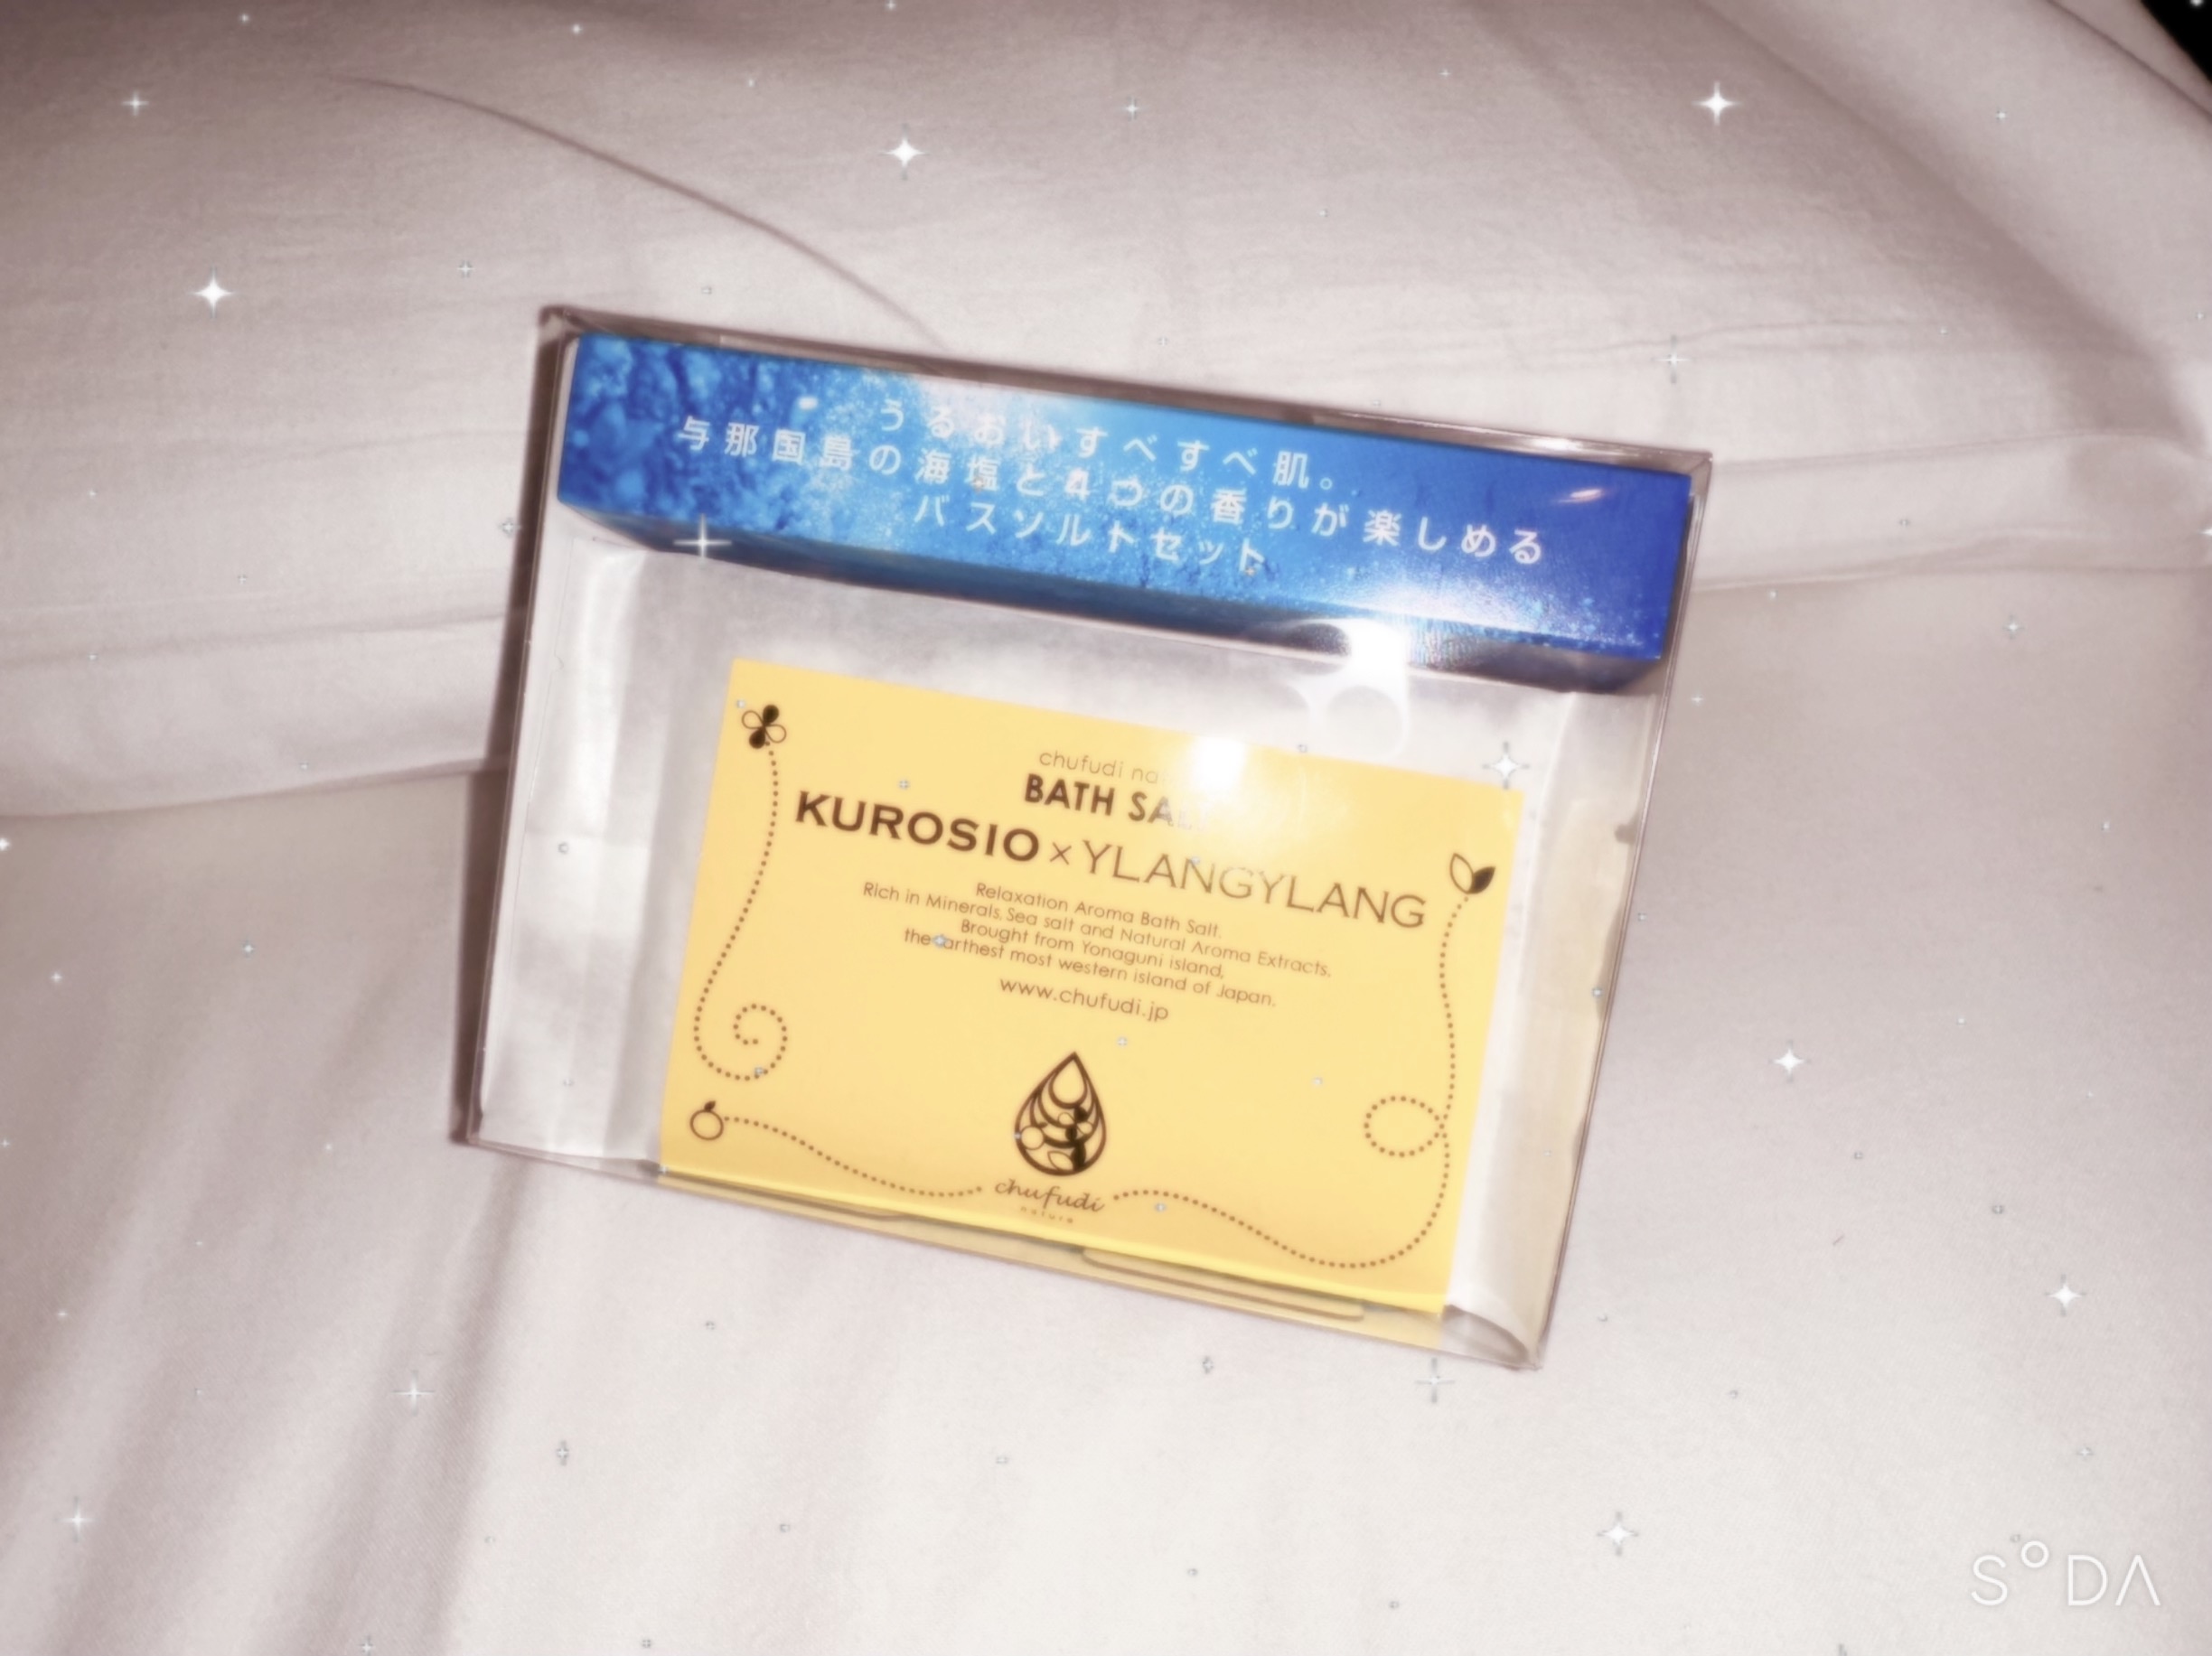 うるおいすべすべ肌。
与那国島の海塩と4つの香りが楽しめる
バスソルトセット
chufudi
BATH
KUROSIO × YLANGYLANG
Relaxation Aroma Bath Salt.
Rich in Minerals, Sea salt and Natural Aroma Extracts.
Brought from Yonaguni island,
the farthest most western island of Japan.
www.chufudi.jp
chufudi
nature
SODA